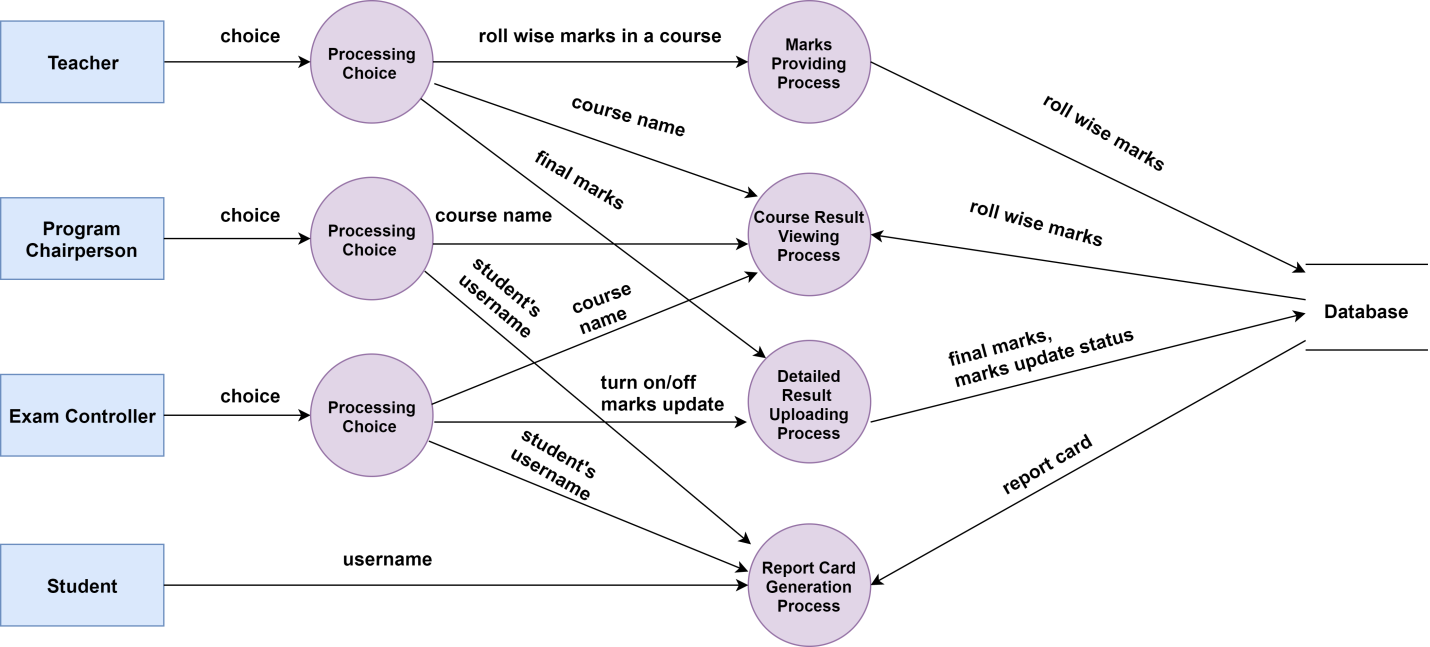 Teacher
choice
Processing
Choice
roll wise marks in a course
Marks
Providing
Process
roll wise marks
course name
final marks
Program
Chairperson
choice
Processing
Choice
course name
student's
username
Course Result
Viewing
Process
roll wise marks
Database
course
name
Exam Controller
choice
Processing
Choice
turn on/off
marks update
student's
username
Detailed
Result
Uploading
Process
final marks,
marks update status
report card
Student
username
Report Card
Generation
Process